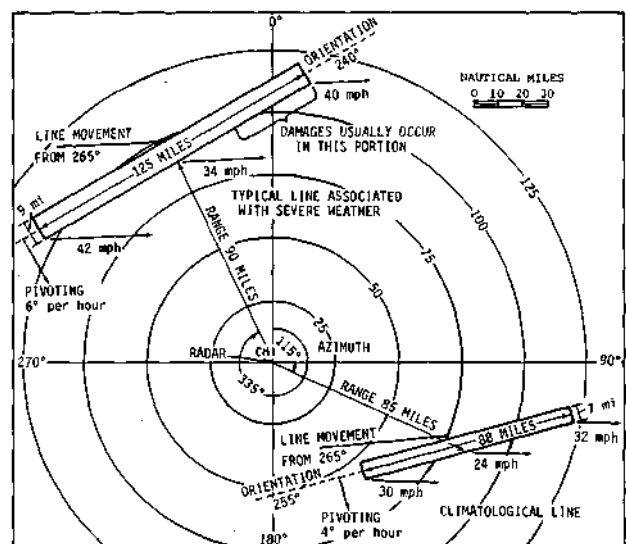 0°
ORIENTATION
240°
40 mph
NAUTICAL MILES
0 10 20 30
LINE MOVEMENT
FROM 265°
125 MILES
DAMAGES USUALLY OCCUR
IN THIS PORTION
34 mph
TYPICAL LINE ASSOCIATED
WITH SEVERE WEATHER
9 mi
42 mph
PIVOTING
6° per hour
RANGE 90 MILES
125
100
75
50
25
RADAR
CHI
115°
AZIMUTH
335°
270°
90°
RANGE 85 MILES
7 mi
88 MILES
32 mph
LINE MOVEMENT
FROM 265°
24 mph
ORIENTATION
255°
30 mph
PIVOTING
4° per hour
CLIMATOLOGICAL LINE
180°